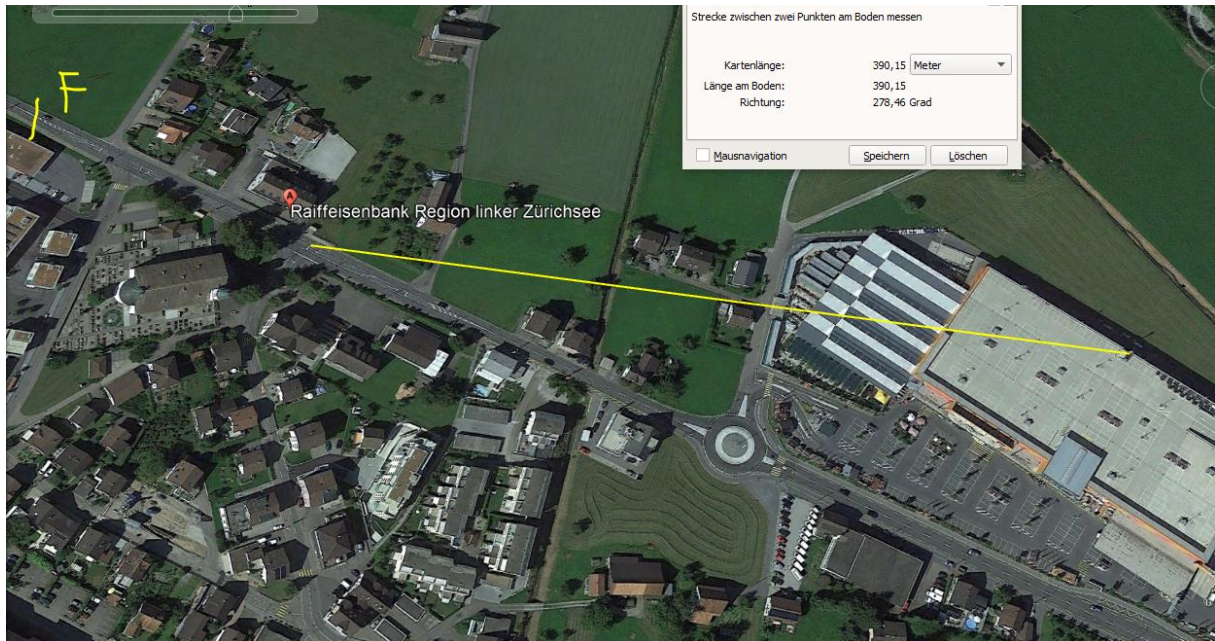 Strecke zwischen zwei Punkten am Boden messen
Kartenlänge: 390,15 Meter
Länge am Boden: 390,15
Richtung: 278,46 Grad
Mausnavigation Speichern Löschen
F
A
Raiffeisenbank Region linker Zürichsee